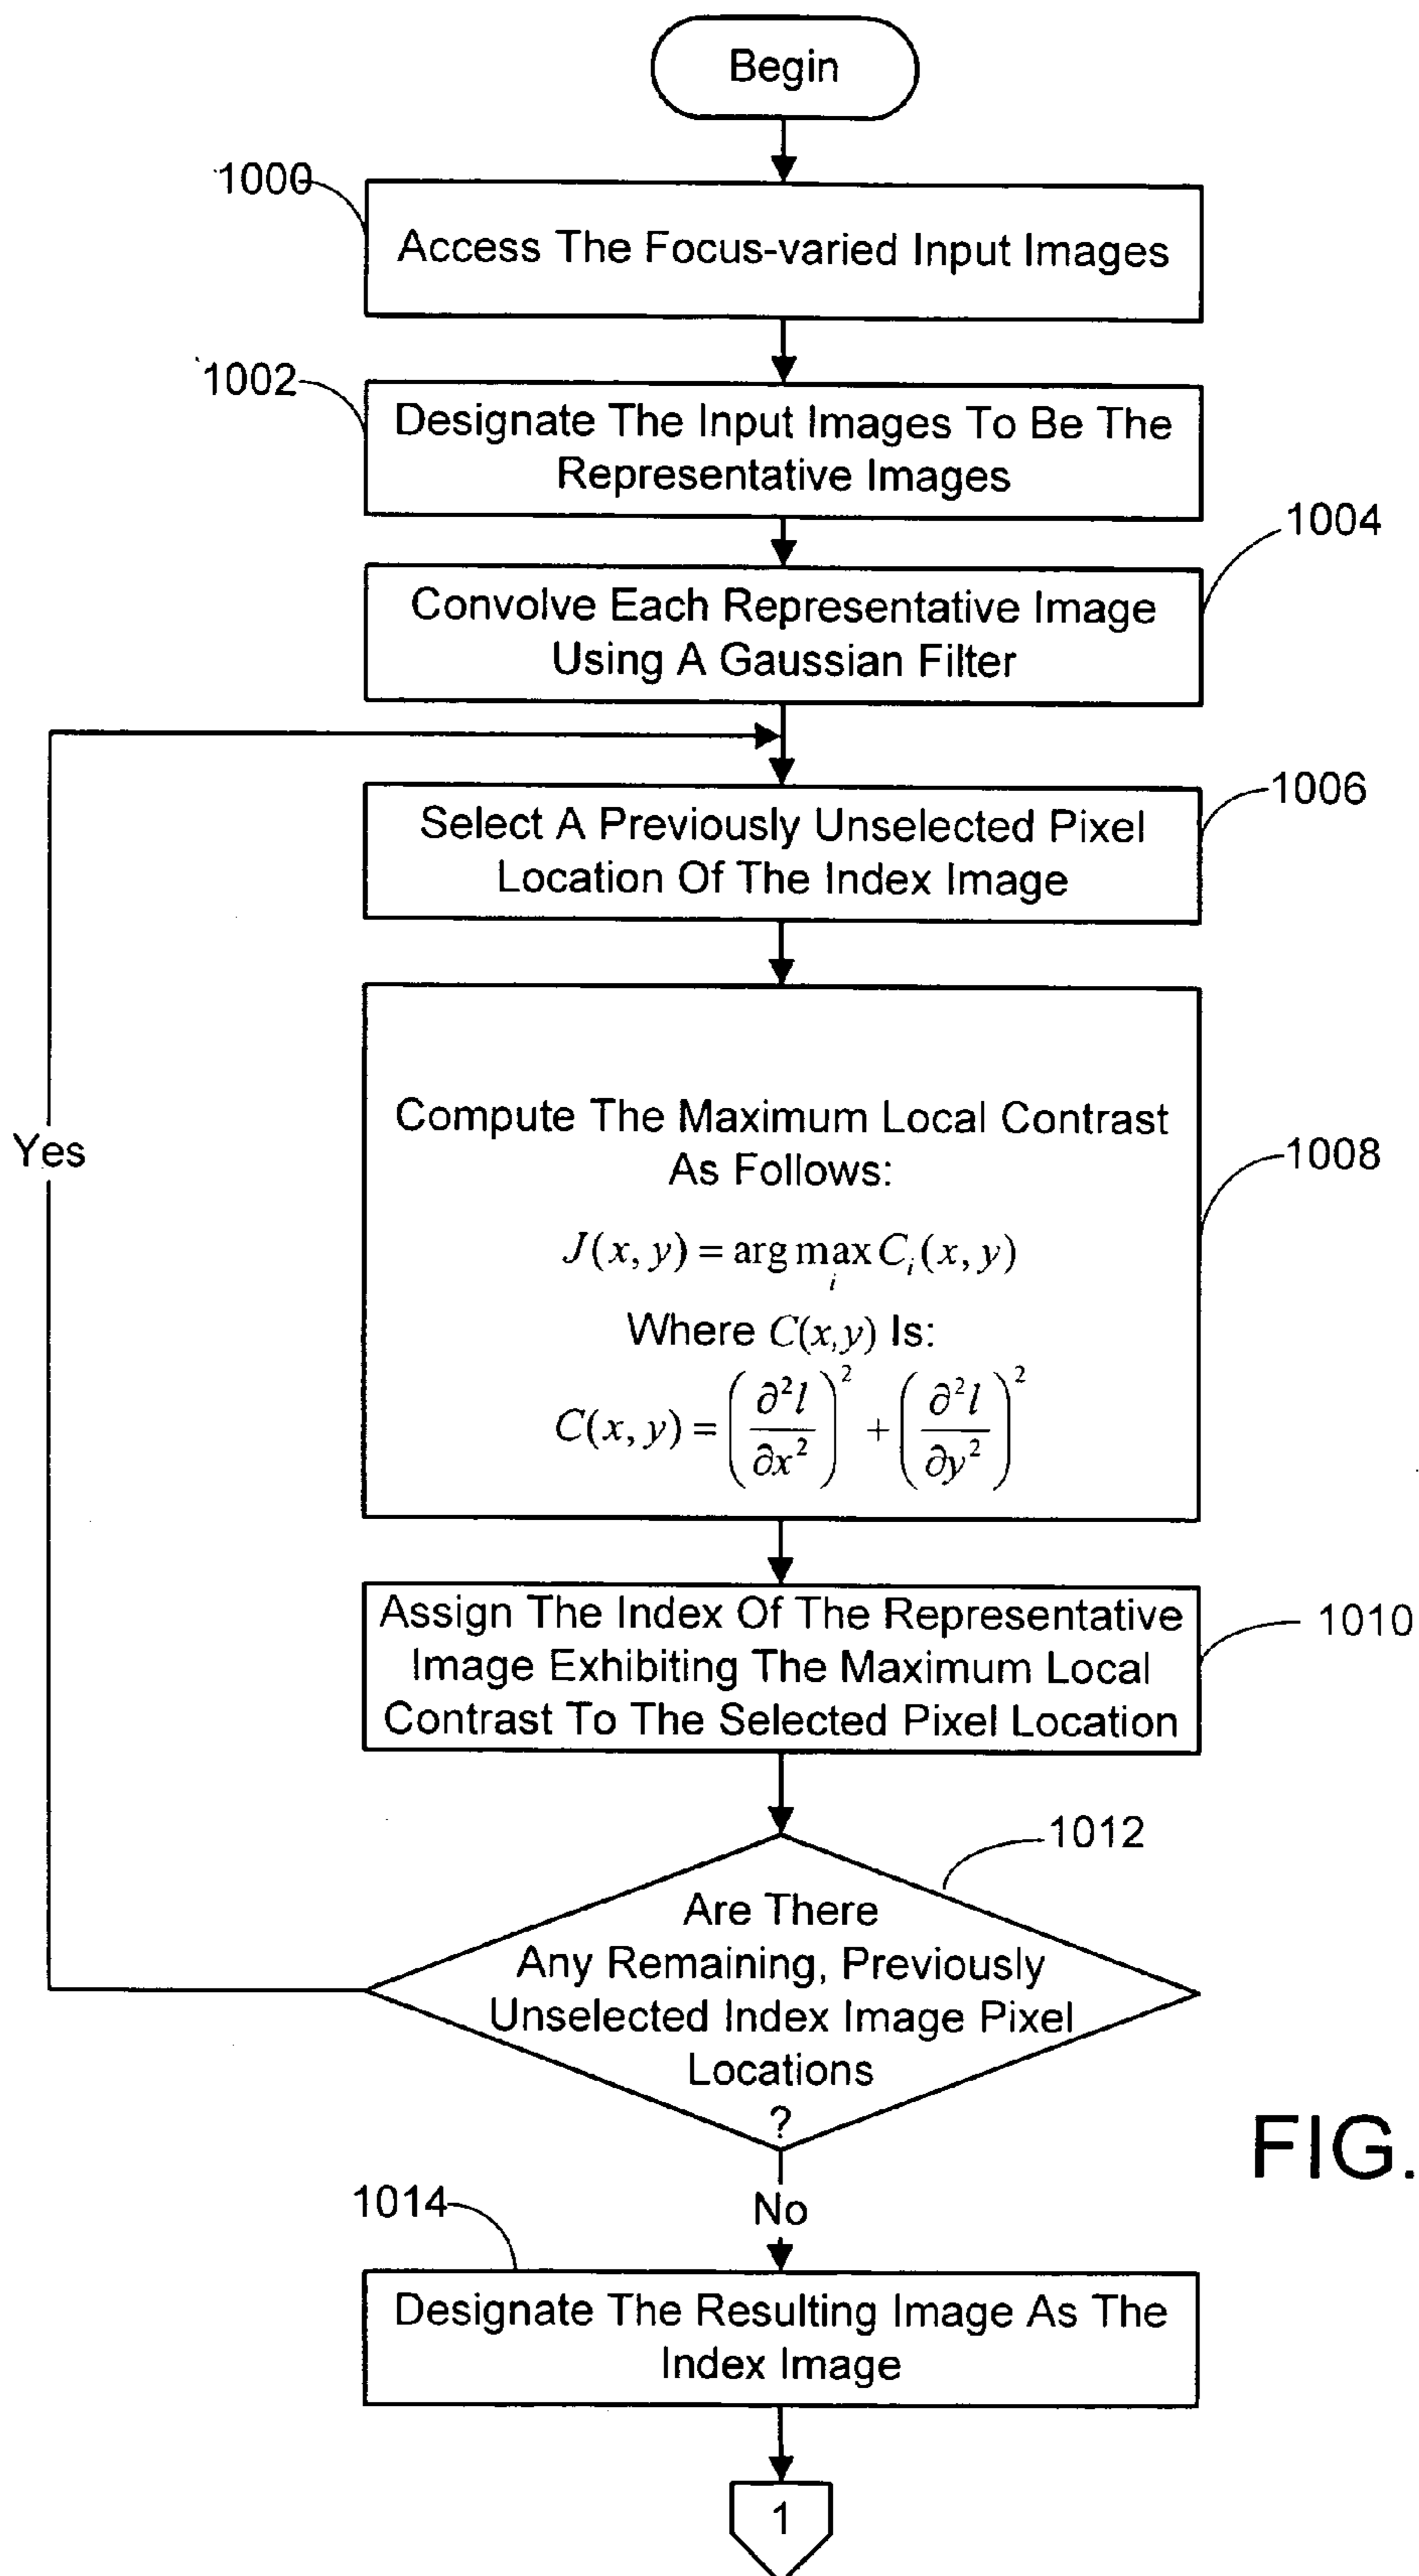 Begin
1000
Access The Focus-varied Input Images
1002
Designate The Input Images To Be The
Representative Images
1004
Convolve Each Representative Image
Using A Gaussian Filter
1006
Select A Previously Unselected Pixel
Location Of The Index Image
Yes
1008
Compute The Maximum Local Contrast
As Follows:
J(x, y) = arg max_i C_i(x, y)
Where C(x,y) Is:
C(x, y) = (∂²l/∂x²)² + (∂²l/∂y²)²
1010
Assign The Index Of The Representative
Image Exhibiting The Maximum Local
Contrast To The Selected Pixel Location
1012
Are There
Any Remaining, Previously
Unselected Index Image Pixel
Locations
?
FIG.
No
1014
Designate The Resulting Image As The
Index Image
1